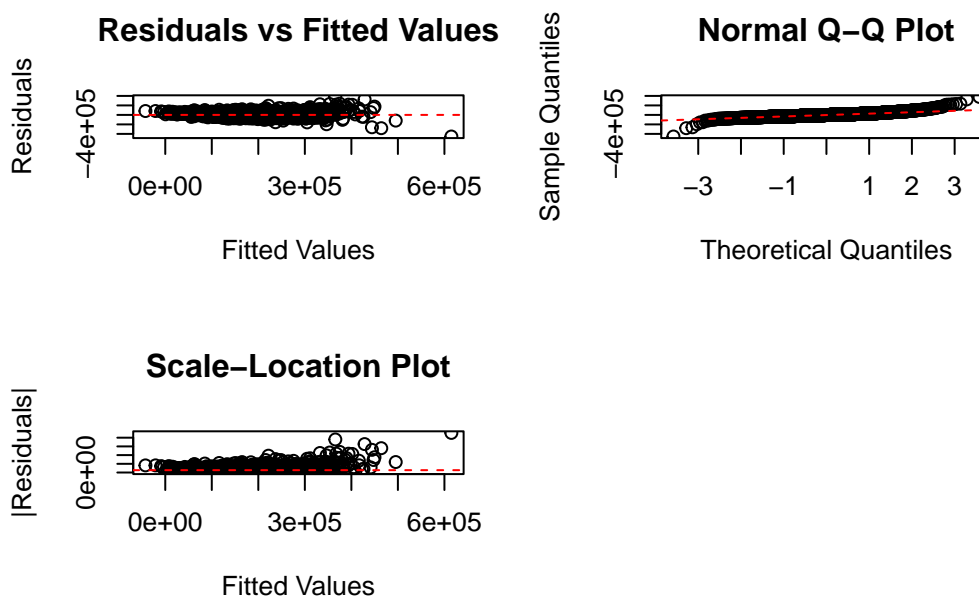 Residuals vs Fitted Values
Residuals
−4e+05
0e+00 3e+05 6e+05
Fitted Values
Normal Q−Q Plot
Sample Quantiles
−4e+05
−3 −1 1 2 3
Theoretical Quantiles
Scale−Location Plot
|Residuals|
0e+00
0e+00 3e+05 6e+05
Fitted Values